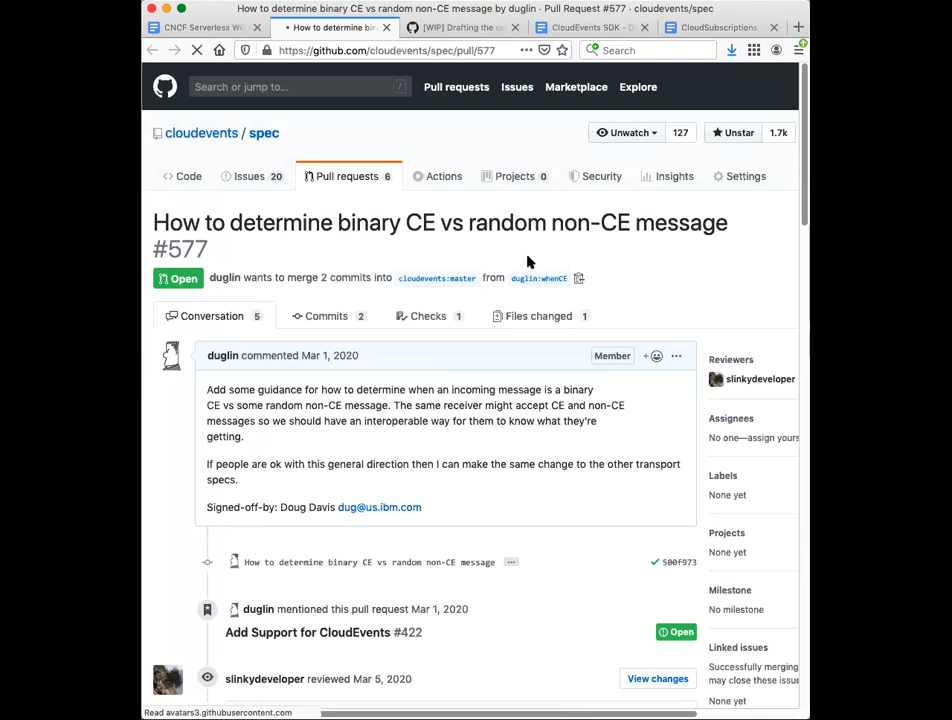 How to determine binary CE vs random non-CE message by duglin · Pull Request #577 · cloudevents/spec
CNCF Serverless
How to determine bin
[WIP] Drafting the
CloudEvents SDK
CloudSubscriptions
https://github.com/cloudevents/spec/pull/577
Search
Search or jump to... /
Pull requests Issues Marketplace Explore
cloudevents / spec
Unwatch 127
Unstar 1.7k
Code Issues 20 Pull requests 6 Actions Projects 0 Security Insights Settings
How to determine binary CE vs random non-CE message
#577
Open duglin wants to merge 2 commits into cloudevents:master from duglin:whenCE
Conversation 5 Commits 2 Checks 1 Files changed 1
duglin commented Mar 1, 2020 Member
Add some guidance for how to determine when an incoming message is a binary
CE vs some random non-CE message. The same receiver might accept CE and non-CE
messages so we should have an interoperable way for them to know what they're
getting.
If people are ok with this general direction then I can make the same change to the other transport
specs.
Signed-off-by: Doug Davis dug@us.ibm.com
How to determine binary CE vs random non-CE message ... 500f973
duglin mentioned this pull request Mar 1, 2020
Add Support for CloudEvents #422 Open
slinkydeveloper reviewed Mar 5, 2020 View changes
Reviewers
slinkydeveloper
Assignees
No one—assign yours
Labels
None yet
Projects
None yet
Milestone
No milestone
Linked issues
Successfully merging
may close these issue
None yet
Read avatars3.githubusercontent.com